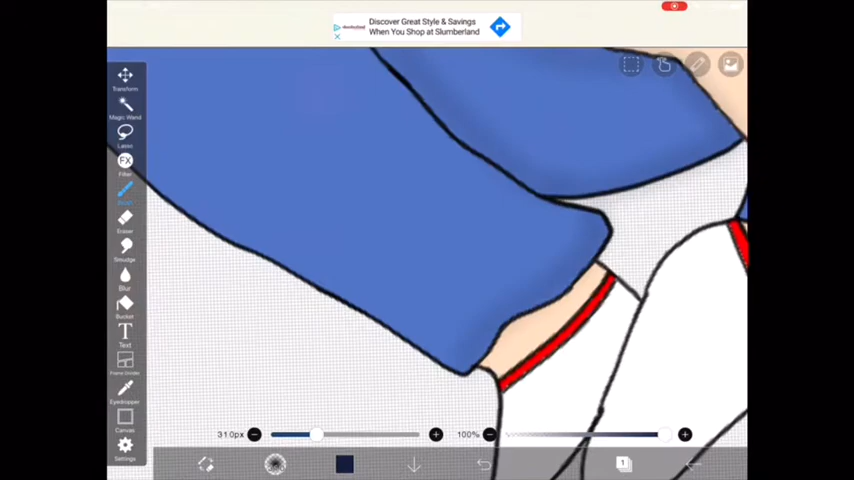 Discover Great Style & Savings
When You Shop at Slumberland
Transform
Magic Wand
Lasso
FX
Filter
Eraser
Smudge
Blur
Bucket
T
Text
Frame Divider
Eyedropper
Canvas
Settings
310px
100%
1